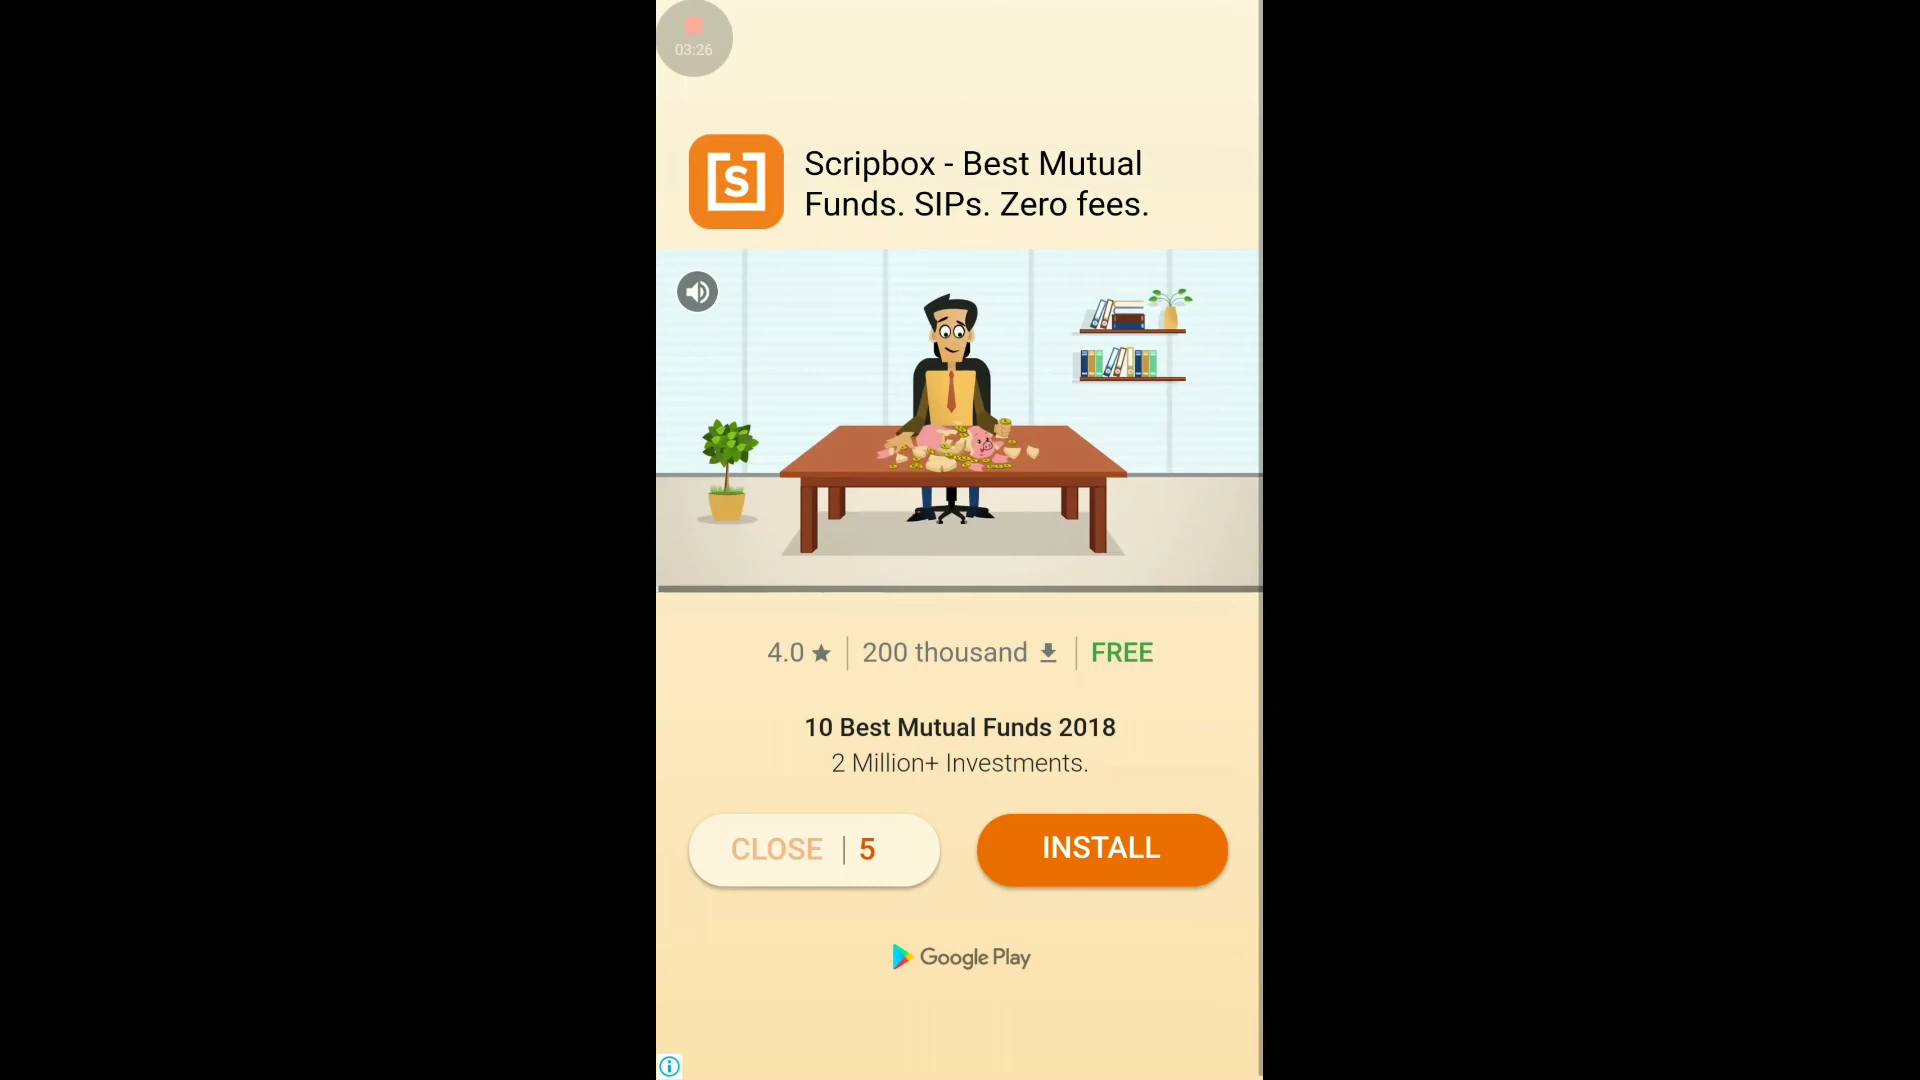 03:26
S
Scripbox - Best Mutual
Funds. SIPs. Zero fees.
4.0 | 200 thousand | FREE
10 Best Mutual Funds 2018
2 Million+ Investments.
CLOSE | 5
INSTALL
Google Play